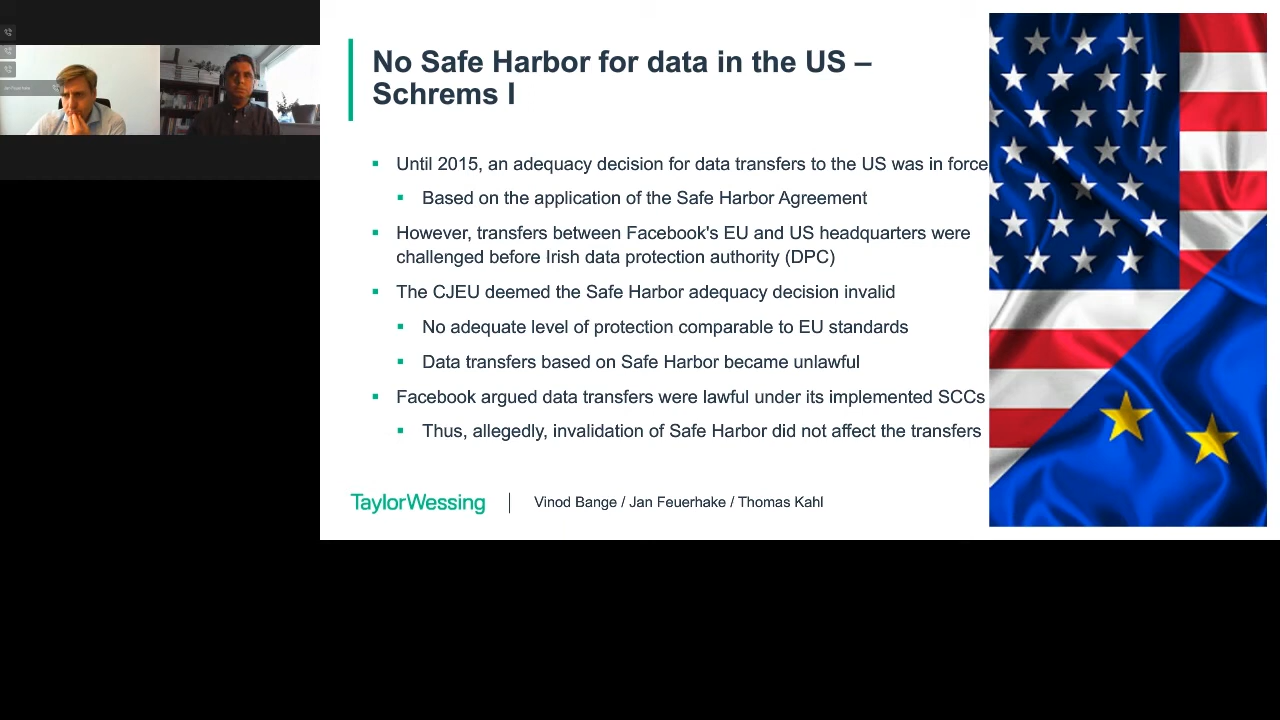 Jan Feuerhake
No Safe Harbor for data in the US –
Schrems I
Until 2015, an adequacy decision for data transfers to the US was in force
Based on the application of the Safe Harbor Agreement
However, transfers between Facebook's EU and US headquarters were
challenged before Irish data protection authority (DPC)
The CJEU deemed the Safe Harbor adequacy decision invalid
No adequate level of protection comparable to EU standards
Data transfers based on Safe Harbor became unlawful
Facebook argued data transfers were lawful under its implemented SCCs
Thus, allegedly, invalidation of Safe Harbor did not affect the transfers
TaylorWessing | Vinod Bange / Jan Feuerhake / Thomas Kahl